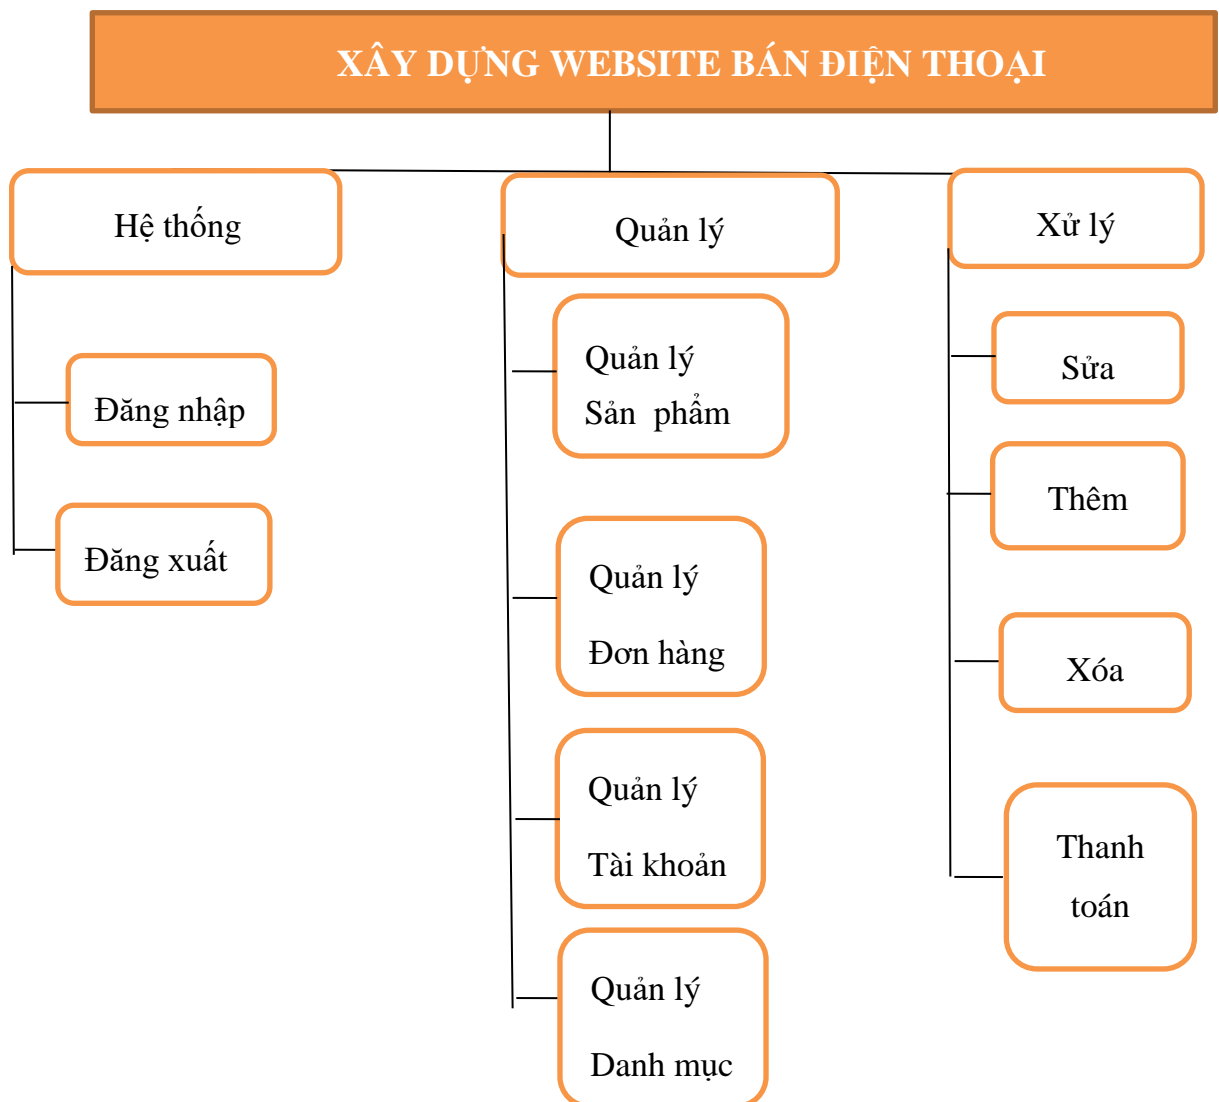 XÂY DỰNG WEBSITE BÁN ĐIỆN THOẠI
Hệ thống
Đăng nhập
Đăng xuất
Quản lý
Quản lý
Sản phẩm
Quản lý
Đơn hàng
Quản lý
Tài khoản
Quản lý
Danh mục
Xử lý
Sửa
Thêm
Xóa
Thanh
toán